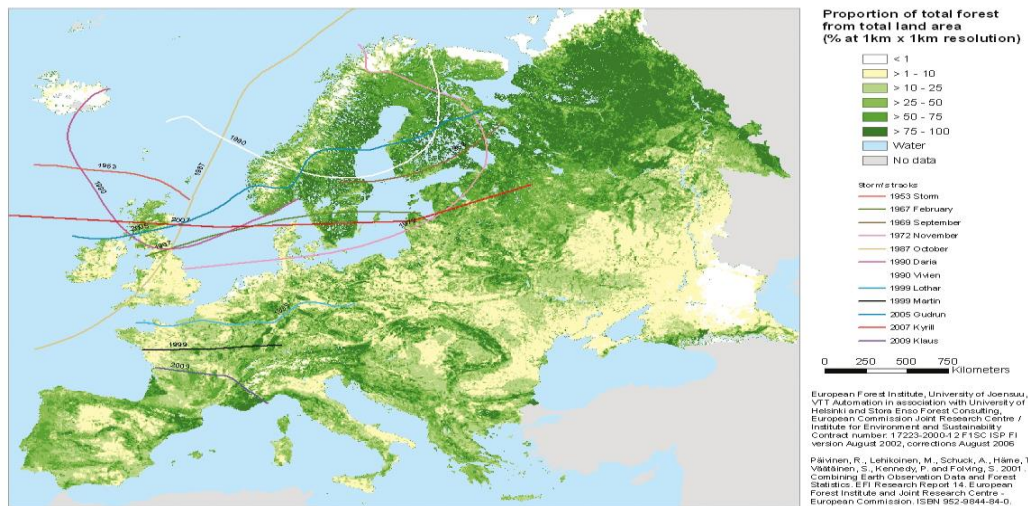 Proportion of total forest
from total land area
(% at 1km x 1km resolution)
< 1
> 1 - 10
> 10 - 25
> 25 - 50
> 50 - 75
> 75 - 100
Water
No data
Storm's tracks
1953 Storm
1967 February
1969 September
1972 November
1987 October
1990 Daria
1990 Vivien
1999 Lothar
1999 Martin
2005 Gudrun
2007 Kyrill
2009 Klaus
0 250 500 750
Kilometers
European Forest Institute, University of Joensuu,
VTT Automation in association with University of
Helsinki and Stora Enso Forest Consulting,
European Commission Joint Research Centre /
Institute for Environment and Sustainability
Contract number: 17223-2000-12 F1SC ISP FI
version August 2002, corrections August 2006
Päivinen, R., Lehikoinen, M., Schuck, A., Häme, T
Väätäinen, S., Kennedy, P. and Folving, S. 2001.
Combining Earth Observation Data and Forest
Statistics. EFI Research Report 14. European
Forest Institute and Joint Research Centre -
European Commission. ISBN 952-9844-84-0.
1990
1953
1987
1990
2007
1999